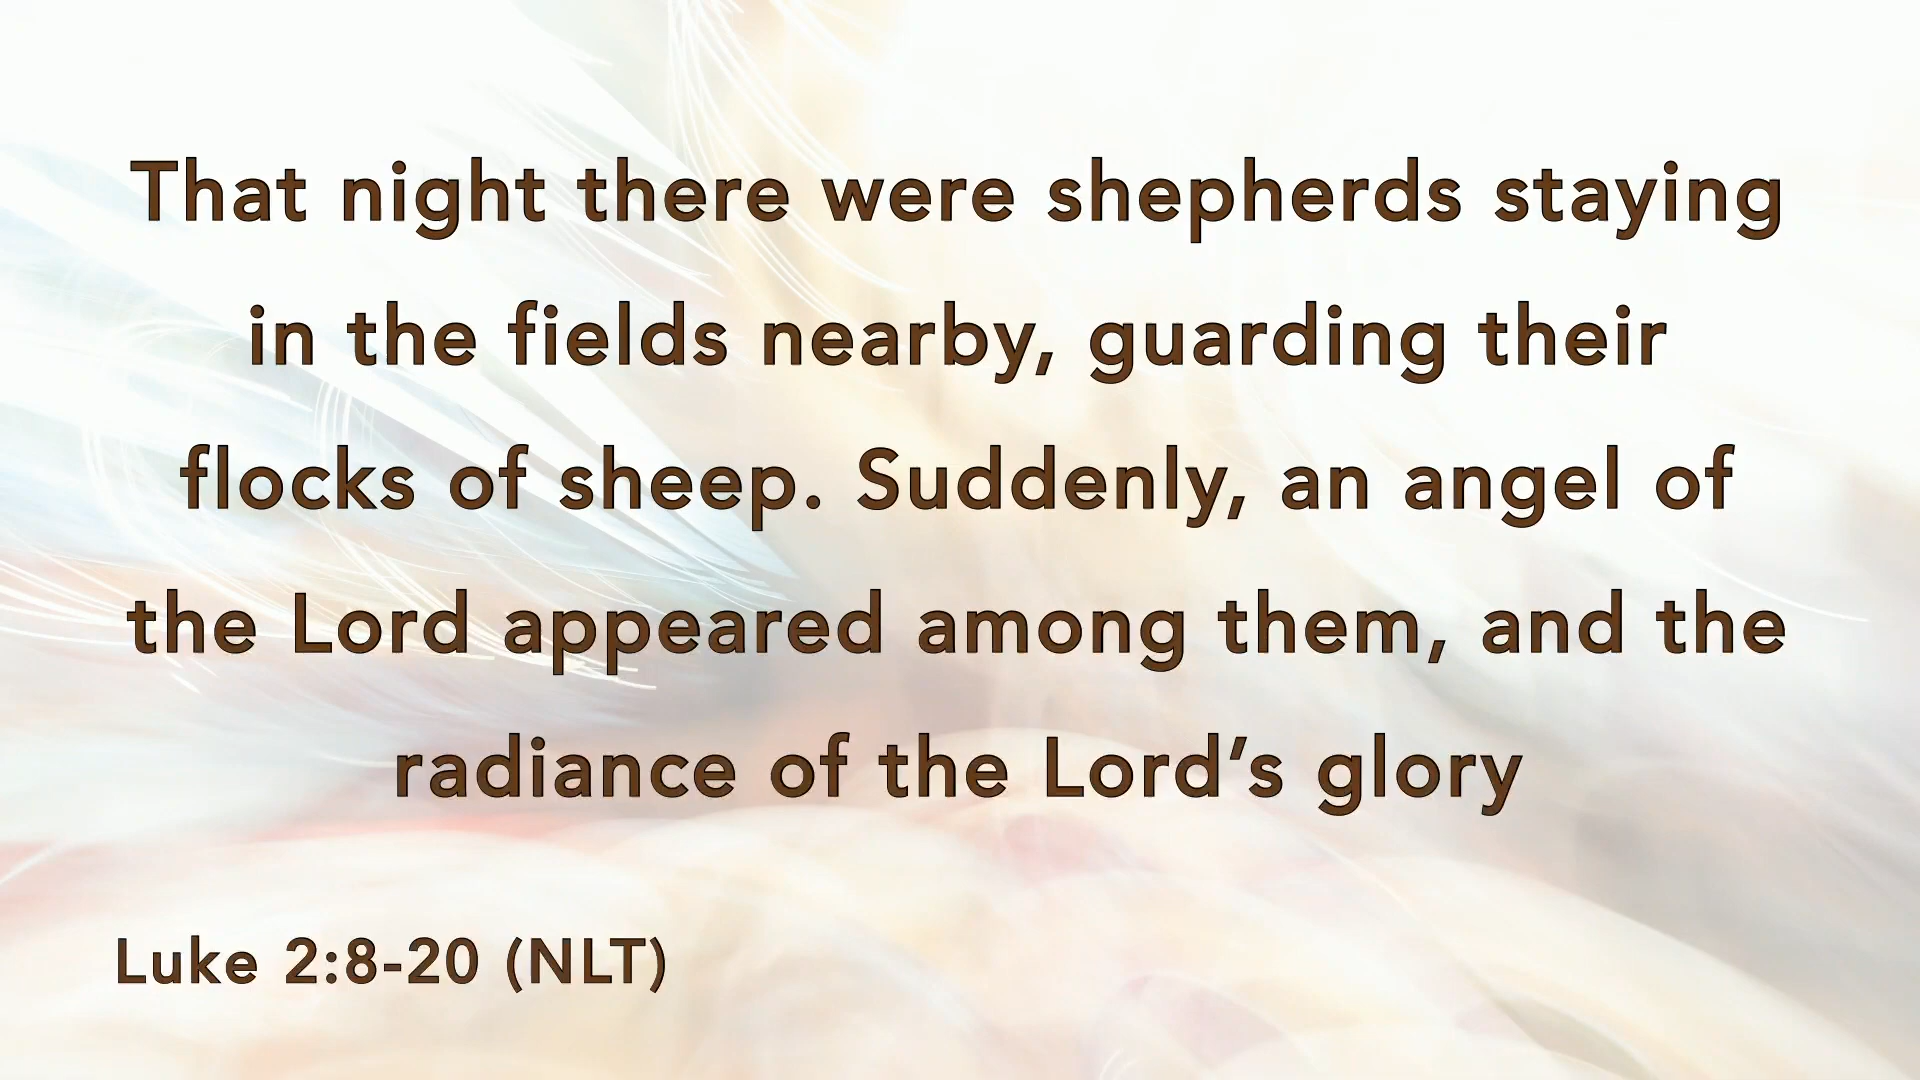 That night there were shepherds staying
in the fields nearby, guarding their
flocks of sheep. Suddenly, an angel of
the Lord appeared among them, and the
radiance of the Lord’s glory
Luke 2:8-20 (NLT)